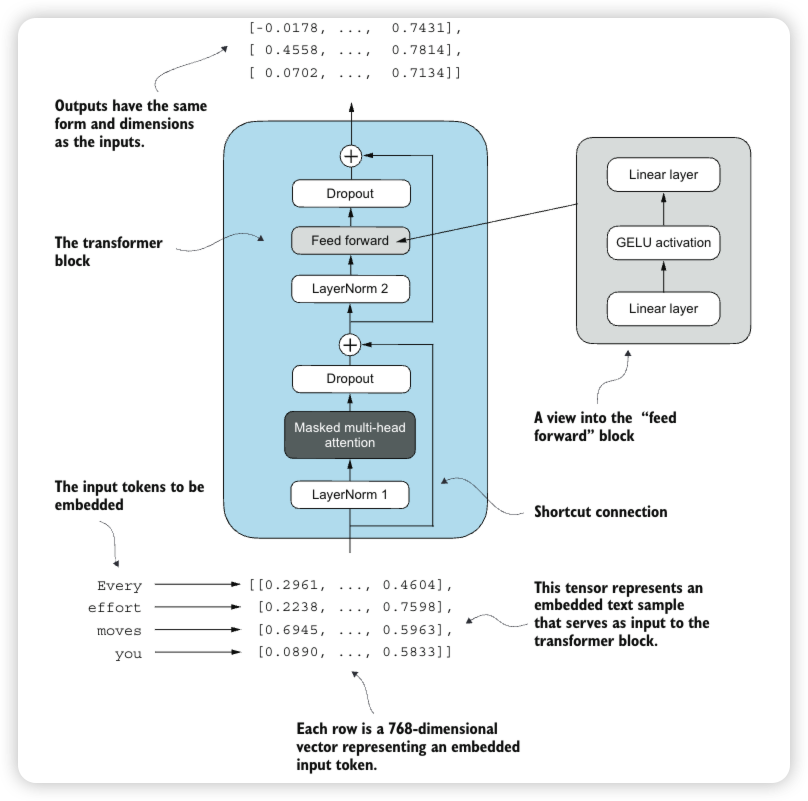 [-0.0178, ..., 0.7431],
[ 0.4558, ..., 0.7814],
[ 0.0702, ..., 0.7134]]
Outputs have the same
form and dimensions
as the inputs.
The transformer
block
Dropout
Feed forward
LayerNorm 2
Dropout
Masked multi-head
attention
LayerNorm 1
Linear layer
GELU activation
Linear layer
A view into the “feed
forward” block
Shortcut connection
The input tokens to be
embedded
Every [[0.2961, ..., 0.4604],
effort [0.2238, ..., 0.7598],
moves [0.6945, ..., 0.5963],
you [0.0890, ..., 0.5833]]
This tensor represents an
embedded text sample
that serves as input to the
transformer block.
Each row is a 768-dimensional
vector representing an embedded
input token.